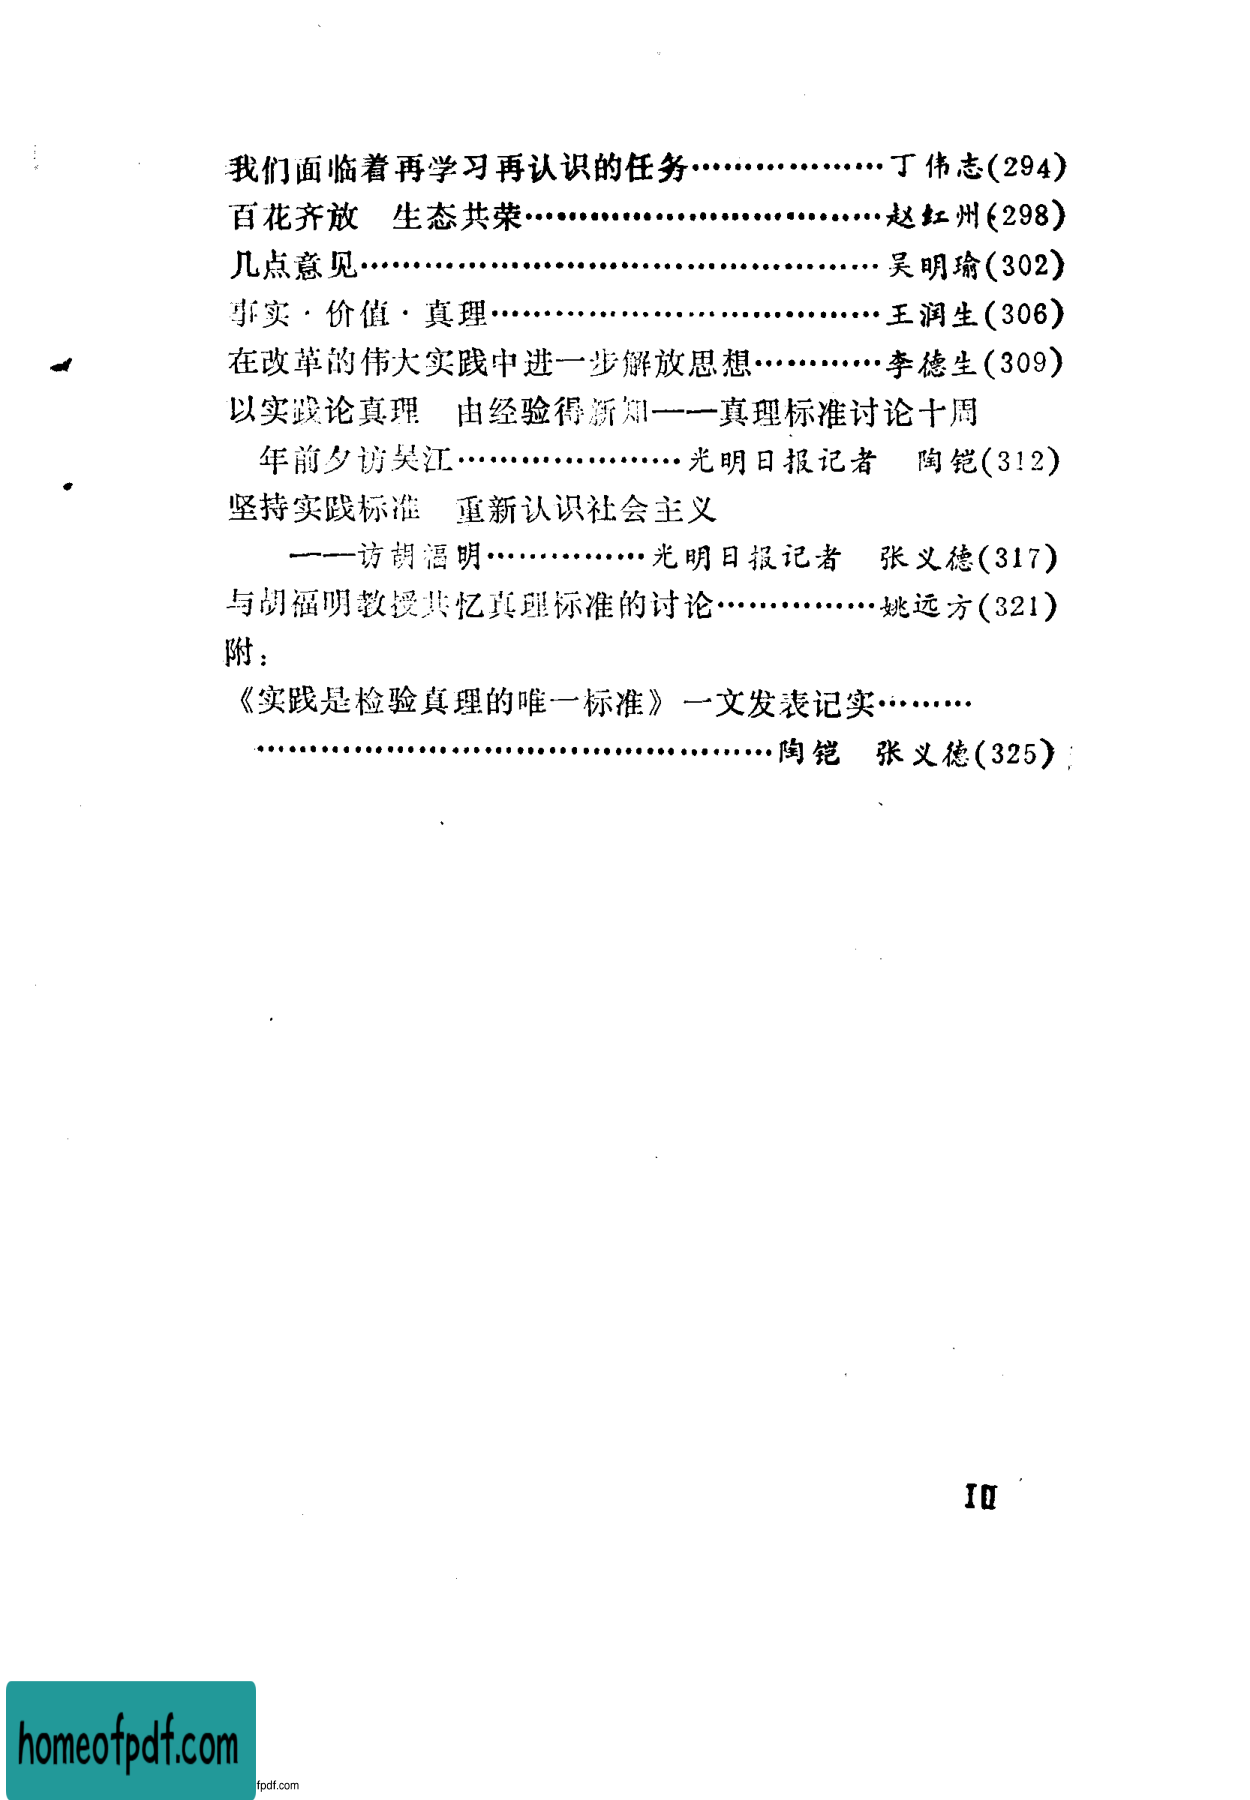 我们面临着再学习再认识的任务………………丁伟志(294)
百花齐放　生态共荣……………………………赵红州(298)
几点意见…………………………………………吴明瑜(302)
事实·价值·真理………………………………王润生(306)
在改革的伟大实践中进一步解放思想…………李德生(309)
以实践论真理　由经验得新知——真理标准讨论十周
年前夕访吴江…………………光明日报记者　陶铠(312)
坚持实践标准　重新认识社会主义
——访胡福明……………光明日报记者　张义德(317)
与胡福明教授共忆真理标准的讨论……………姚远方(321)
附：
《实践是检验真理的唯一标准》一文发表记实………
…………………………………………陶铠　张义德(325)
homeofpdf.com
fpdf.com